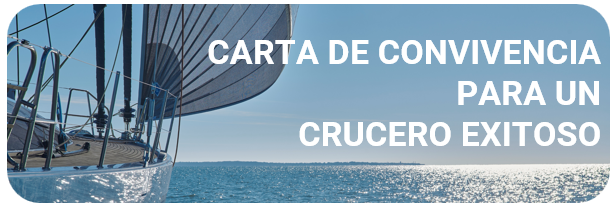 CARTA DE CONVIVENCIA
PARA UN
CRUCERO EXITOSO